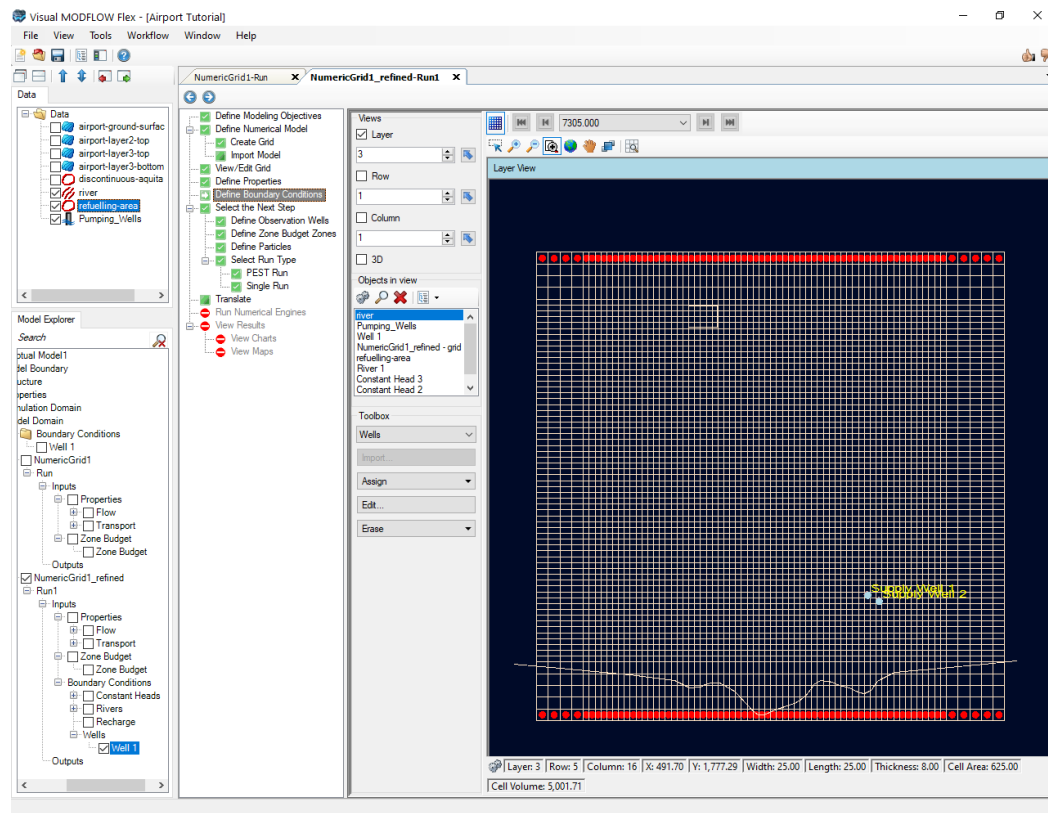 Visual MODFLOW Flex - [Airport Tutorial]
File View Tools Workflow Window Help
Data
NumericGrid1-Run X NumericGrid1_refined-Run1 X
Data
airport-ground-surfac
airport-layer2-top
airport-layer3-top
airport-layer3-bottom
discontinuous-aquita
river
refuelling-area
Pumping_Wells
Model Explorer
Search
ptual Model1
del Boundary
ucture
perties
nulation Domain
del Domain
Boundary Conditions
Well 1
NumericGrid1
Run
Inputs
Properties
Flow
Transport
Zone Budget
Zone Budget
Outputs
NumericGrid1_refined
Run1
Inputs
Properties
Flow
Transport
Zone Budget
Zone Budget
Boundary Conditions
Constant Heads
Rivers
Recharge
Wells
Well 1
Outputs
Define Modeling Objectives
Define Numerical Model
Create Grid
Import Model
View/Edit Grid
Define Properties
Define Boundary Conditions
Select the Next Step
Define Observation Wells
Define Zone Budget Zones
Define Particles
Select Run Type
PEST Run
Single Run
Translate
Run Numerical Engines
View Results
View Charts
View Maps
Views
Layer
3
Row
1
Column
1
3D
Objects in view
river
Pumping_Wells
Well 1
NumericGrid1_refined - grid
refuelling-area
River 1
Constant Head 3
Constant Head 2
Toolbox
Wells
Import...
Assign
Edit...
Erase
7305.000
Layer View
Supply Well 1
Supply Well 2
Layer: 3 Row: 5 Column: 16 X: 491.70 Y: 1,777.29 Width: 25.00 Length: 25.00 Thickness: 8.00 Cell Area: 625.00
Cell Volume: 5,001.71